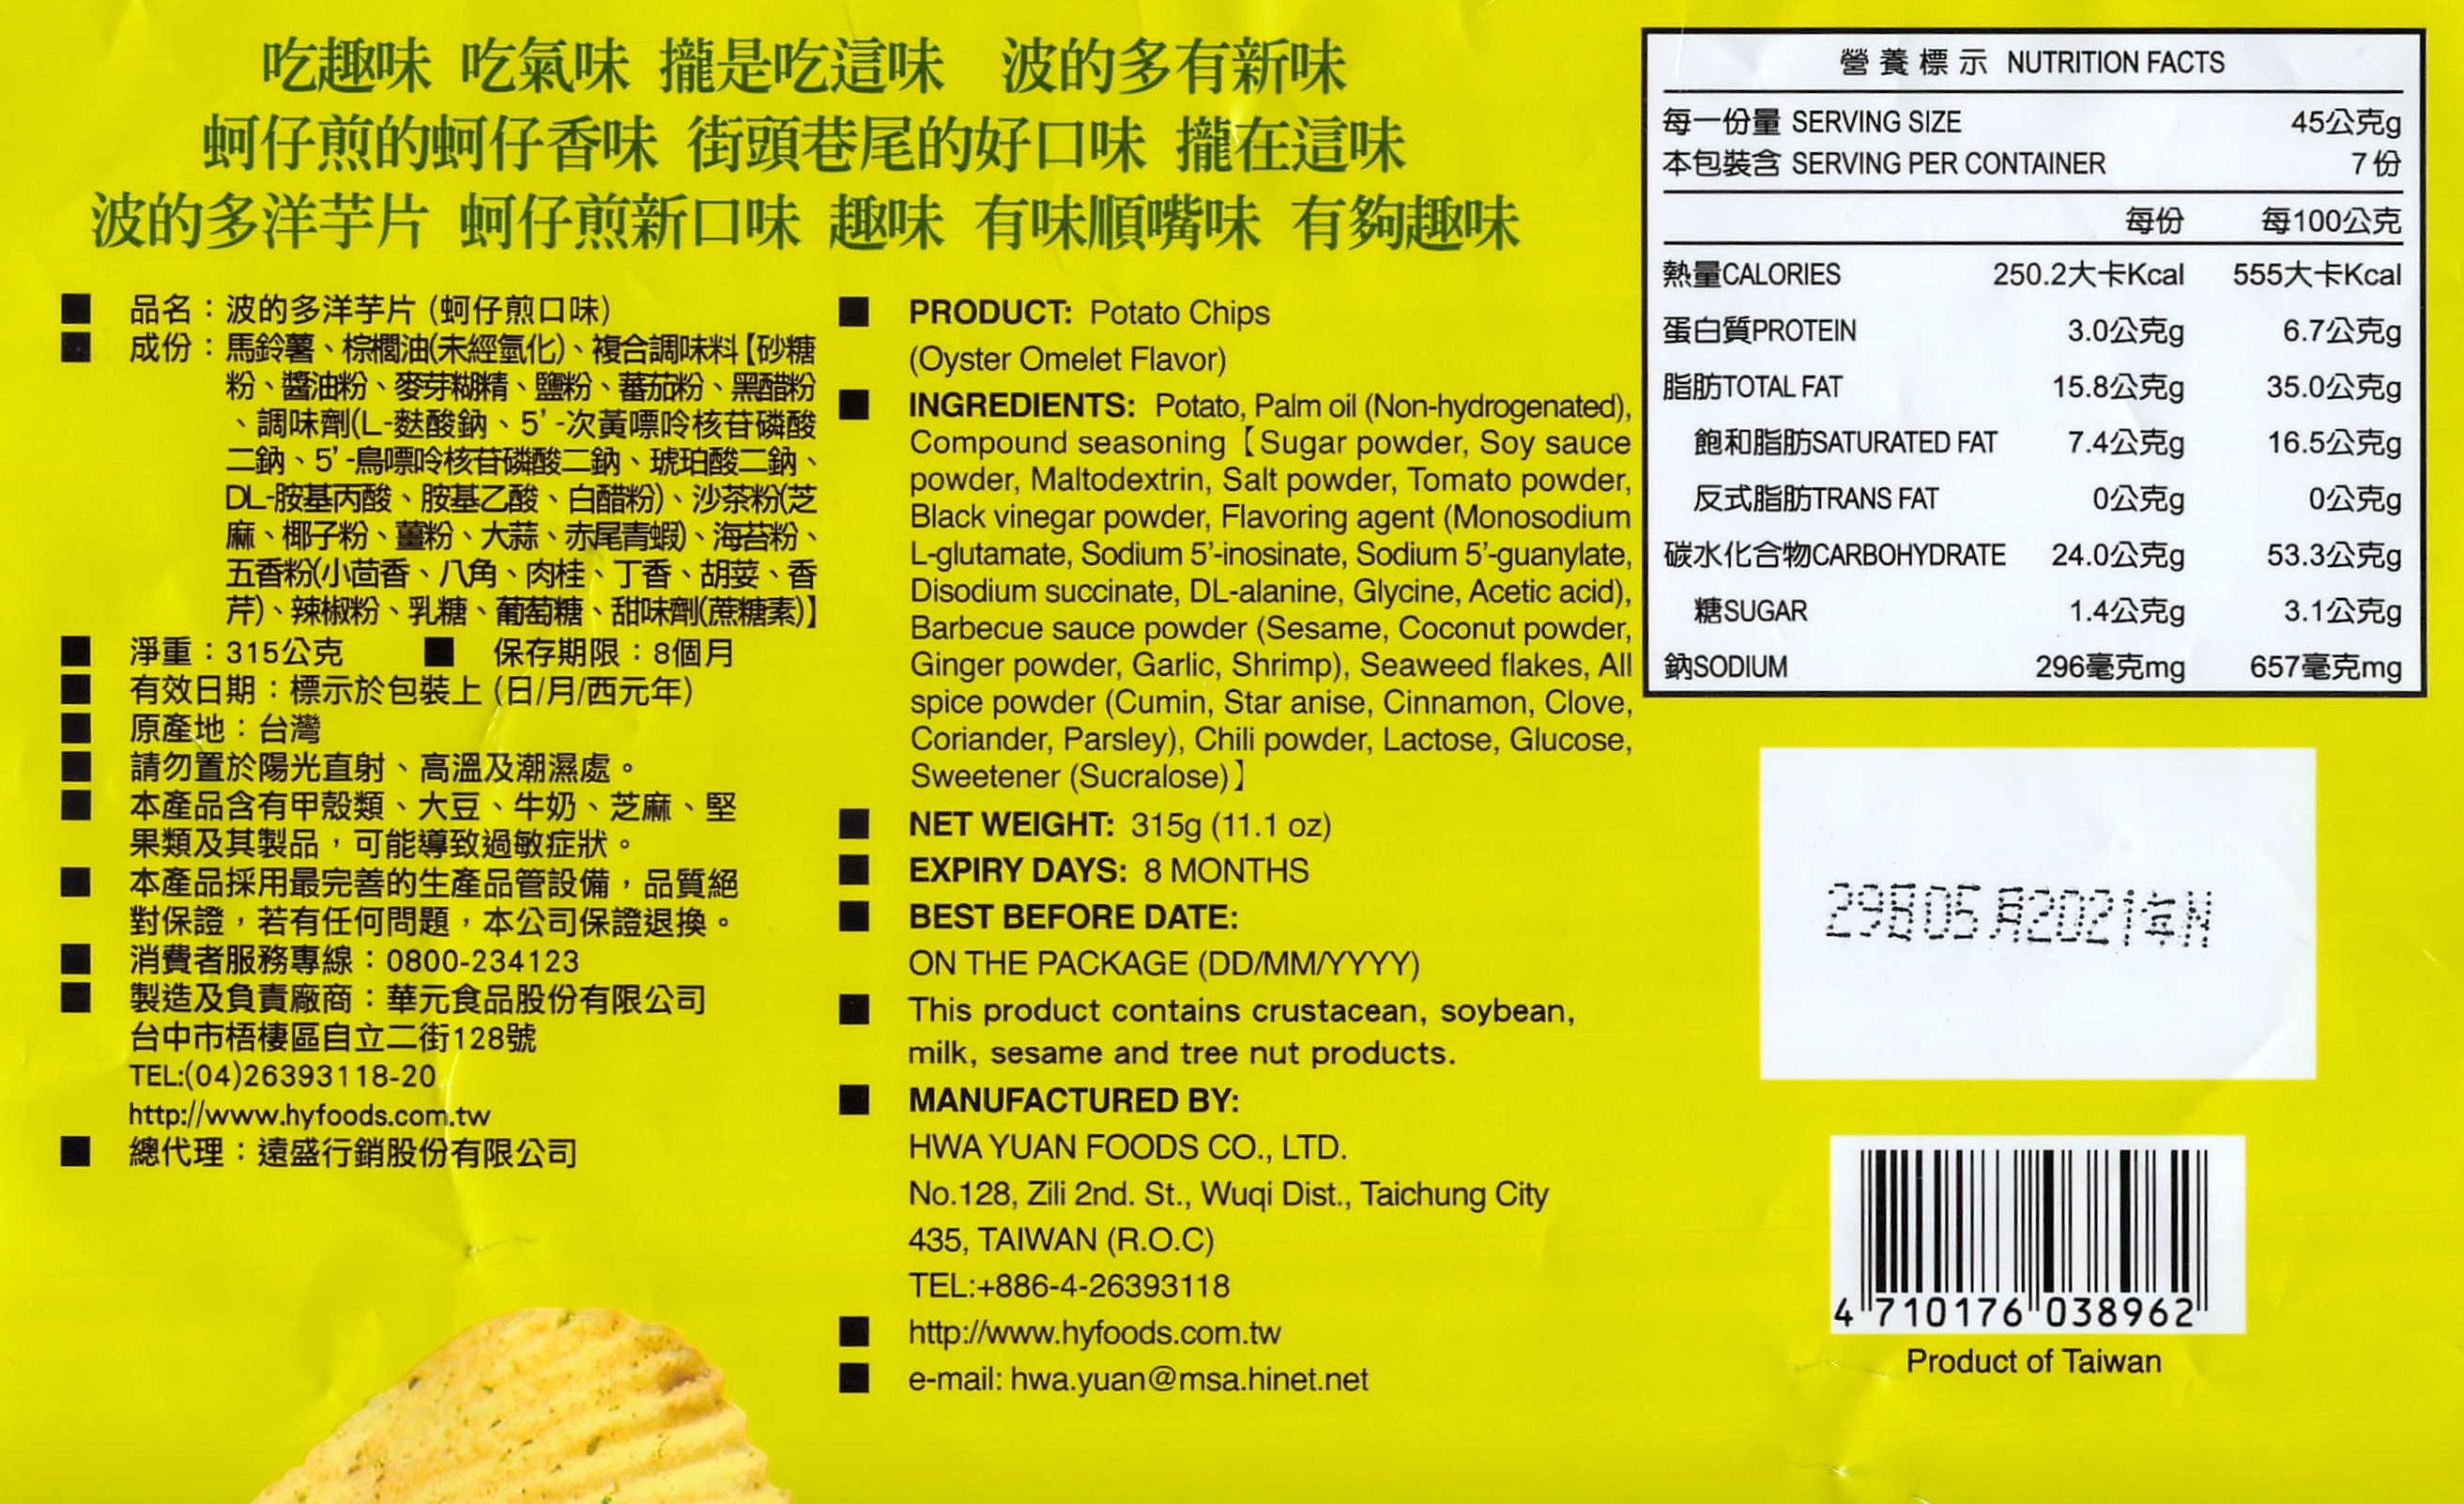 吃趣味 吃氣味 攏是吃這味 波的多有新味
蚵仔煎的蚵仔香味 街頭巷尾的好口味 攏在這味
波的多洋芋片 蚵仔煎新口味 趣味 有味順嘴味 有夠趣味
■ 品名：波的多洋芋片 (蚵仔煎口味)
■ 成份：馬鈴薯、棕櫚油(未經氫化)、複合調味料【砂糖
粉、醬油粉、麥芽糊精、鹽粉、蕃茄粉、黑醋粉
、調味劑(L-麩酸鈉、5’-次黃嘌呤核苷磷酸
二鈉、5’-鳥嘌呤核苷磷酸二鈉、琥珀酸二鈉、
DL-胺基丙酸、胺基乙酸、白醋粉)、沙茶粉(芝
麻、椰子粉、薑粉、大蒜、赤尾青蝦)、海苔粉、
五香粉(小茴香、八角、肉桂、丁香、胡荽、香
芹)、辣椒粉、乳糖、葡萄糖、甜味劑(蔗糖素)】
■ 淨重：315公克 ■ 保存期限：8個月
■ 有效日期：標示於包裝上 (日/月/西元年)
■ 原產地：台灣
■ 請勿置於陽光直射、高溫及潮濕處。
■ 本產品含有甲殼類、大豆、牛奶、芝麻、堅
果類及其製品，可能導致過敏症狀。
■ 本產品採用最完善的生產品管設備，品質絕
對保證，若有任何問題，本公司保證退換。
■ 消費者服務專線：0800-234123
■ 製造及負責廠商：華元食品股份有限公司
台中市梧棲區自立二街128號
TEL:(04)26393118-20
http://www.hyfoods.com.tw
■ 總代理：遠盛行銷股份有限公司
■ PRODUCT: Potato Chips
(Oyster Omelet Flavor)
■ INGREDIENTS: Potato, Palm oil (Non-hydrogenated),
Compound seasoning【Sugar powder, Soy sauce
powder, Maltodextrin, Salt powder, Tomato powder,
Black vinegar powder, Flavoring agent (Monosodium
L-glutamate, Sodium 5’-inosinate, Sodium 5’-guanylate,
Disodium succinate, DL-alanine, Glycine, Acetic acid),
Barbecue sauce powder (Sesame, Coconut powder,
Ginger powder, Garlic, Shrimp), Seaweed flakes, All
spice powder (Cumin, Star anise, Cinnamon, Clove,
Coriander, Parsley), Chili powder, Lactose, Glucose,
Sweetener (Sucralose)】
■ NET WEIGHT: 315g (11.1 oz)
■ EXPIRY DAYS: 8 MONTHS
■ BEST BEFORE DATE:
ON THE PACKAGE (DD/MM/YYYY)
■ This product contains crustacean, soybean,
milk, sesame and tree nut products.
■ MANUFACTURED BY:
HWA YUAN FOODS CO., LTD.
No.128, Zili 2nd. St., Wuqi Dist., Taichung City
435, TAIWAN (R.O.C)
TEL:+886-4-26393118
■ http://www.hyfoods.com.tw
■ e-mail: hwa.yuan@msa.hinet.net
營養標示 NUTRITION FACTS
每一份量 SERVING SIZE 45公克g
本包裝含 SERVING PER CONTAINER 7份
每份 每100公克
熱量CALORIES 250.2大卡Kcal 555大卡Kcal
蛋白質PROTEIN 3.0公克g 6.7公克g
脂肪TOTAL FAT 15.8公克g 35.0公克g
飽和脂肪SATURATED FAT 7.4公克g 16.5公克g
反式脂肪TRANS FAT 0公克g 0公克g
碳水化合物CARBOHYDRATE 24.0公克g 53.3公克g
糖SUGAR 1.4公克g 3.1公克g
鈉SODIUM 296毫克mg 657毫克mg
29日05月2021年H
4 710176 038962
Product of Taiwan